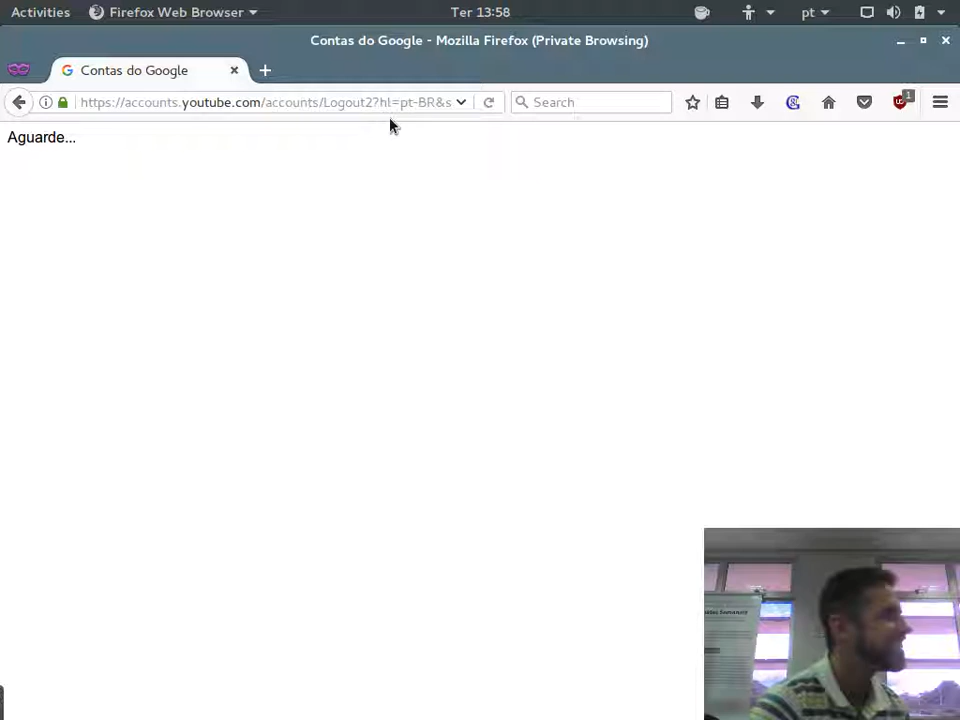 Activities Firefox Web Browser Ter 13:58 pt
Contas do Google - Mozilla Firefox (Private Browsing)
Contas do Google
https://accounts.youtube.com/accounts/Logout2?hl=pt-BR&s Search 1
Aguarde...